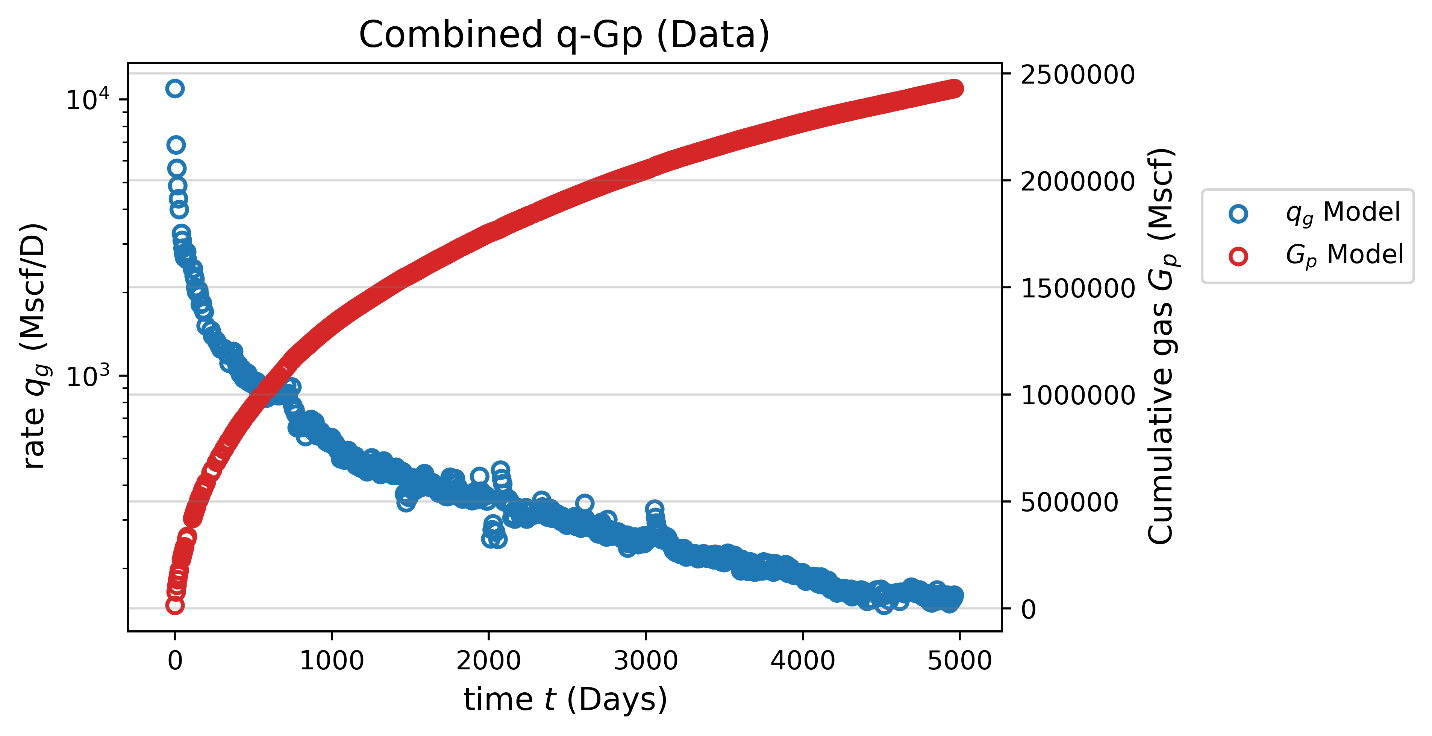 Combined q-Gp (Data)
10⁴
10³
rate q_g (Mscf/D)
2500000
2000000
1500000
1000000
500000
0
Cumulative gas G_p (Mscf)
0 1000 2000 3000 4000 5000
time t (Days)
q_g Model
G_p Model